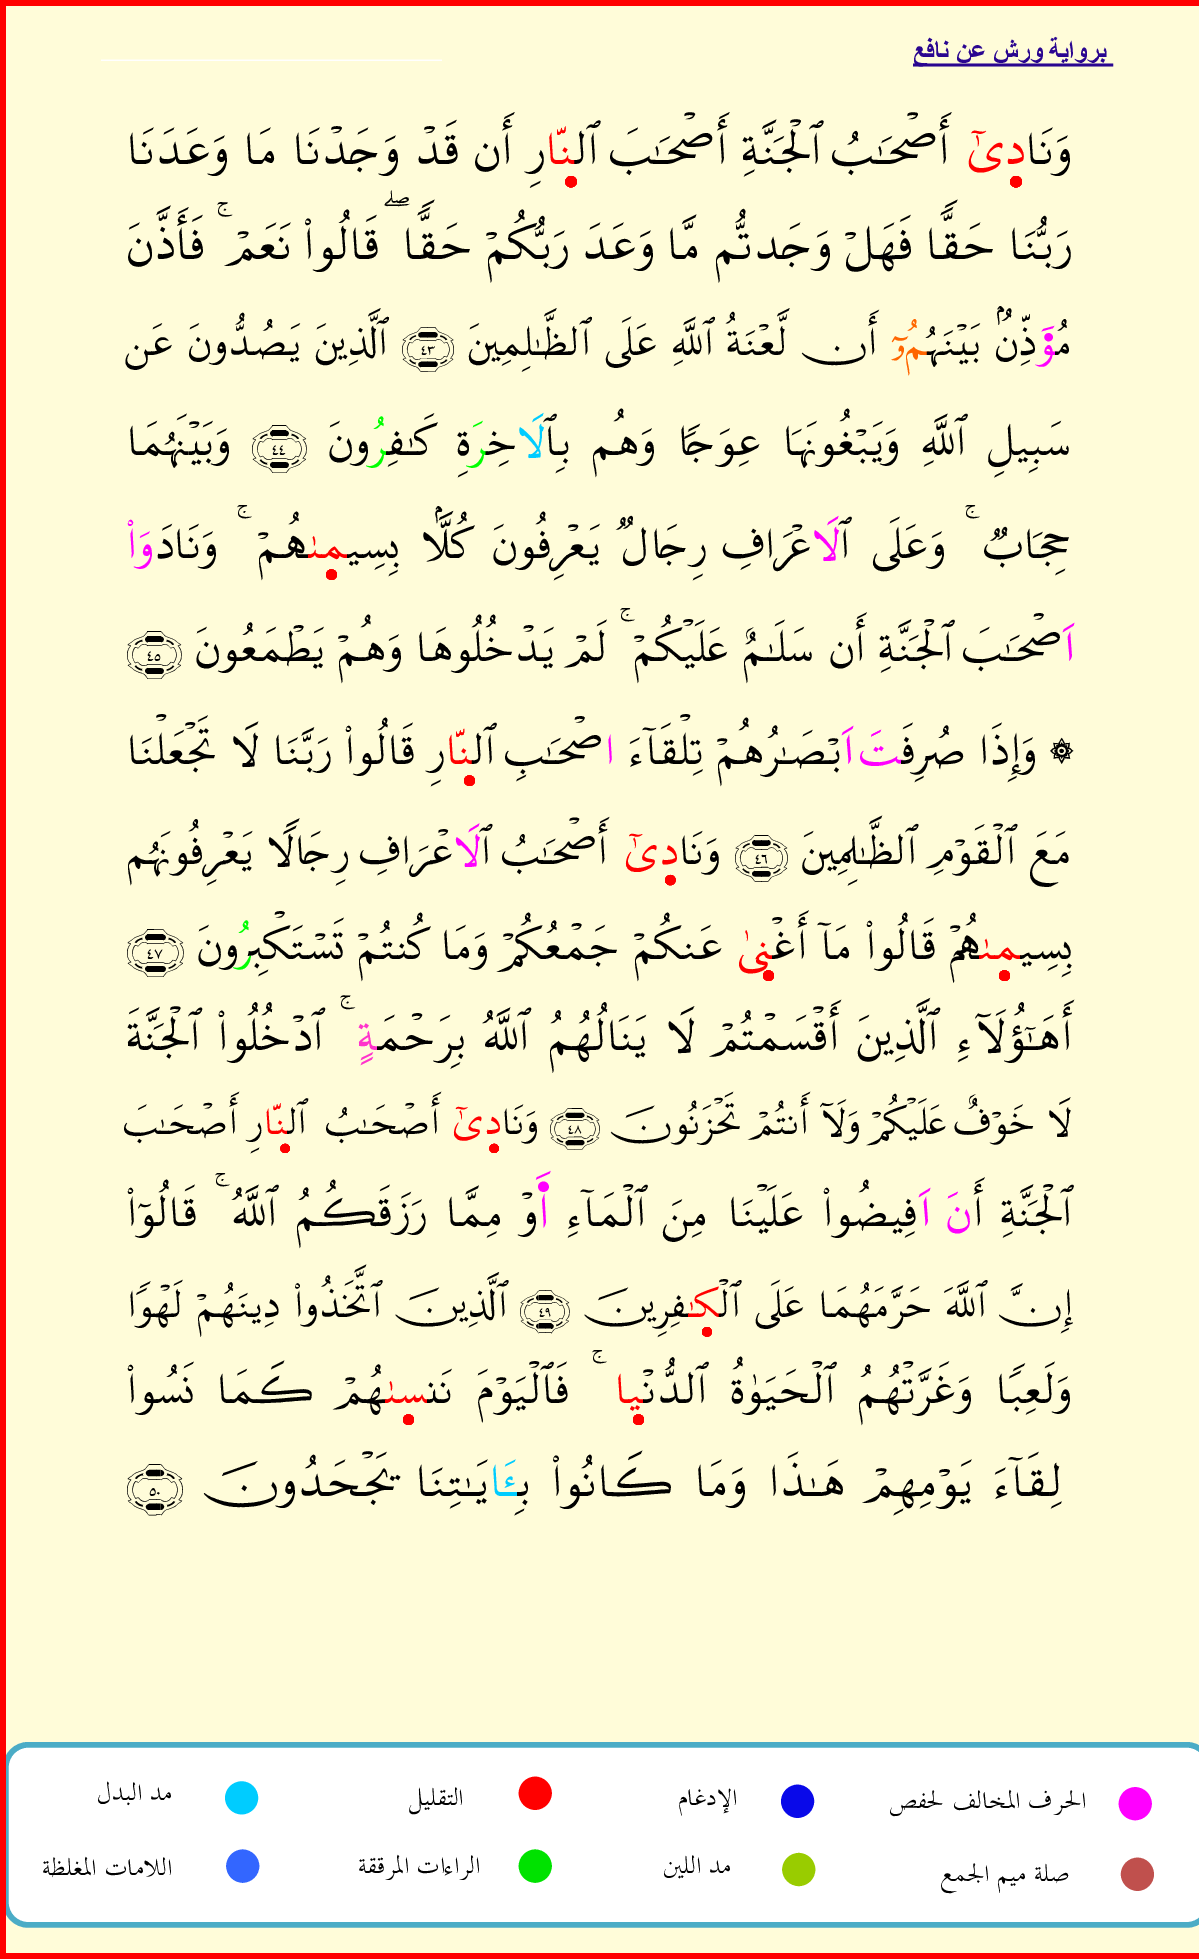 برواية ورش عن نافع
وَنَادِىٰٓ أَصْحَٰبُ ٱلْجَنَّةِ أَصْحَٰبَ ٱلنّارِ أَن قَدْ وَجَدْنَا مَا وَعَدَنَا
رَبُّنَا حَقًّا فَهَلْ وَجَدتُّم مَّا وَعَدَ رَبُّكُمْ حَقًّا ۖ قَالُوا۟ نَعَمْ ۚ فَأَذَّنَ
مُؤَذِّنُۢ بَيْنَهُمُۥٓ أَن لَّعْنَةُ ٱللَّهِ عَلَى ٱلظَّٰلِمِينَ ٤٣ ٱلَّذِينَ يَصُدُّونَ عَن
سَبِيلِ ٱللَّهِ وَيَبْغُونَهَا عِوَجًا وَهُم بِٱلَاخِرَةِ كَٰفِرُونَ ٤٤ وَبَيْنَهُمَا
حِجَابٌ ۚ وَعَلَى ٱلَاعْرَافِ رِجَالٌ يَعْرِفُونَ كُلَّۢا بِسِيمٰهُمْ ۚ وَنَادَوَا۟
اَصْحَٰبَ ٱلْجَنَّةِ أَن سَلَٰمٌ عَلَيْكُمْ ۚ لَمْ يَدْخُلُوهَا وَهُمْ يَطْمَعُونَ ٤٥
۞ وَإِذَا صُرِفَتَ اَبْصَٰرُهُمْ تِلْقَآءَ اصْحَٰبِ ٱلنّارِ قَالُوا۟ رَبَّنَا لَا تَجْعَلْنَا
مَعَ ٱلْقَوْمِ ٱلظَّٰلِمِينَ ٤٦ وَنَادِىٰٓ أَصْحَٰبُ ٱلَاعْرَافِ رِجَالًا يَعْرِفُونَهُم
بِسِيمٰهُمْ قَالُوا۟ مَآ أَغْنِىٰ عَنكُمْ جَمْعُكُمْ وَمَا كُنتُمْ تَسْتَكْبِرُونَ ٤٧
أَهَٰٓؤُلَآءِ ٱلَّذِينَ أَقْسَمْتُمْ لَا يَنَالُهُمُ ٱللَّهُ بِرَحْمَةٍ ۚ ٱدْخُلُوا۟ ٱلْجَنَّةَ
لَا خَوْفٌ عَلَيْكُمْ وَلَآ أَنتُمْ تَحْزَنُونَ ٤٨ وَنَادِىٰٓ أَصْحَٰبُ ٱلنّارِ أَصْحَٰبَ
ٱلْجَنَّةِ أَنَ اَفِيضُوا۟ عَلَيْنَا مِنَ ٱلْمَآءِ أَوْ مِمَّا رَزَقَكُمُ ٱللَّهُ ۚ قَالُوٓا۟
إِنَّ ٱللَّهَ حَرَّمَهُمَا عَلَى ٱلْكٰفِرِينَ ٤٩ ٱلَّذِينَ ٱتَّخَذُوا۟ دِينَهُمْ لَهْوًا
وَلَعِبًا وَغَرَّتْهُمُ ٱلْحَيَوٰةُ ٱلدُّنْيا ۚ فَٱلْيَوْمَ نَنسٰهُمْ كَمَا نَسُوا۟
لِقَآءَ يَوْمِهِمْ هَٰذَا وَمَا كَانُوا۟ بِـَٔايَٰتِنَا يَجْحَدُونَ ٥٠
الحرف المخالف لحفص الإدغام التقليل مد البدل
صلة ميم الجمع مد اللين الراءات المرققة اللامات المغلظة